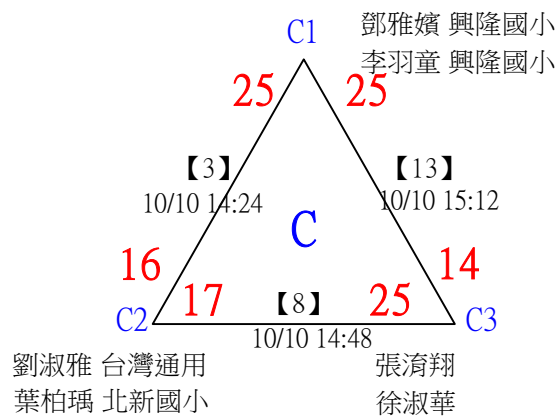 C1
鄧雅嬪 興隆國小
李羽童 興隆國小
25
25
【3】
10/10 14:24
【13】
10/10 15:12
C
16
14
17
【8】
25
C2
10/10 14:48
C3
劉淑雅 台灣通用
葉柏瑀 北新國小
張淯翔
徐淑華